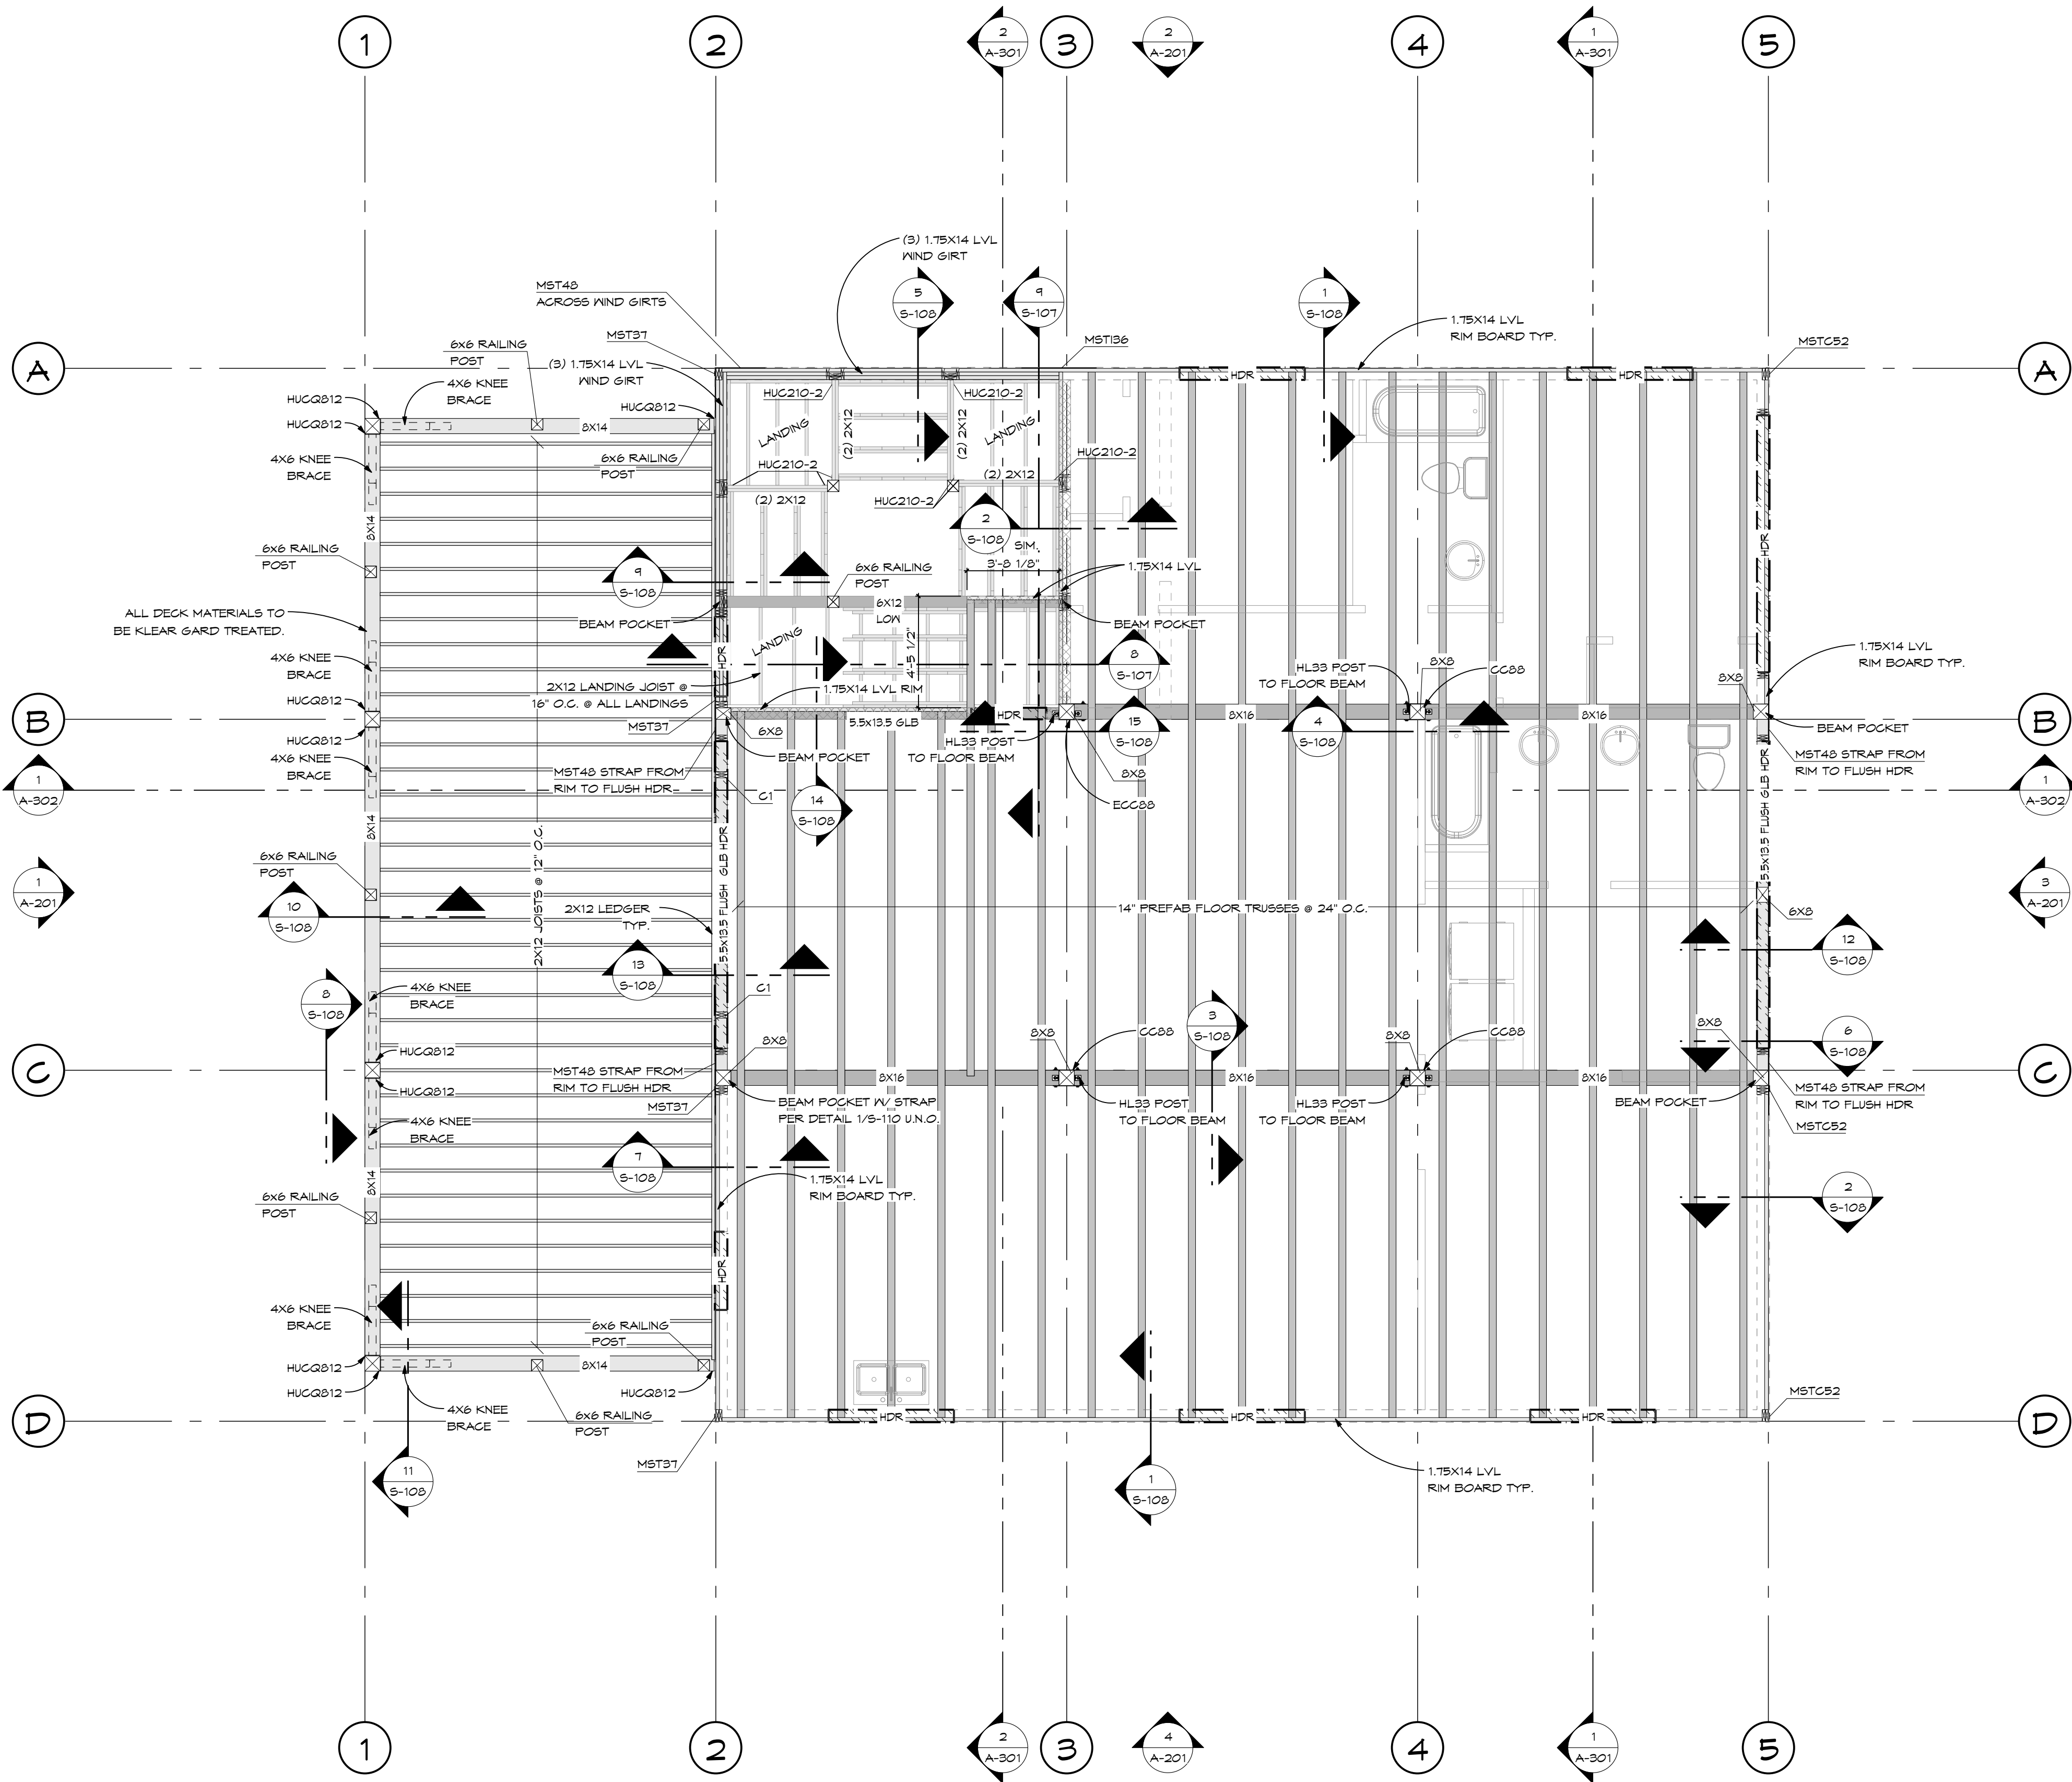 1
2
2
A-301
3
2
A-201
4
1
A-301
5
(3) 1.75X14 LVL
WIND GIRT
MST48
ACROSS WIND GIRTS
5
S-108
9
S-107
1
S-108
1.75X14 LVL
RIM BOARD TYP.
MST37
MSTI36
MSTC52
6x6 RAILING
POST
(3) 1.75X14 LVL
WIND GIRT
A
A
4X6 KNEE
BRACE
HDR
HDR
HUCQ812
HUCQ812
HUCQ812
HUC210-2
HUC210-2
8X14
LANDING
(2) 2X12
(2) 2X12
LANDING
4X6 KNEE
BRACE
6x6 RAILING
POST
HUC210-2
HUC210-2
(2) 2X12
(2) 2X12
HUC210-2
8X14
2
S-108
SIM.
HDR
6x6 RAILING
POST
9
S-108
3'-8 1/8"
1.75X14 LVL
6x6 RAILING
POST
6X12
LOW
ALL DECK MATERIALS TO
BE KLEAR GARD TREATED.
BEAM POCKET
BEAM POCKET
LANDING
4'-5 1/2"
HDR
8
S-107
4X6 KNEE
BRACE
HL33 POST
TO FLOOR BEAM
8X8
CC88
1.75X14 LVL
RIM BOARD TYP.
2X12 LANDING JOIST @
16" O.C. @ ALL LANDINGS
1.75X14 LVL RIM
8X8
HUCQ812
MST37
5.5x13.5 GLB
HDR
8X16
8X16
B
B
6X8
15
S-108
4
S-108
BEAM POCKET
HUCQ812
HL33 POST
TO FLOOR BEAM
BEAM POCKET
4X6 KNEE
BRACE
MST48 STRAP FROM
RIM TO FLUSH HDR
MST48 STRAP FROM
RIM TO FLUSH HDR
8X8
1
A-302
1
A-302
C1
14
S-108
ECC88
8X14
5.5x13.5 FLUSH GLB HDR
5.5x13.5 FLUSH GLB HDR
2X12 JOISTS @ 12" O.C.
6x6 RAILING
POST
1
A-201
3
A-201
10
S-108
2X12 LEDGER
TYP.
14" PREFAB FLOOR TRUSSES @ 24" O.C.
6X8
12
S-108
13
S-108
4X6 KNEE
BRACE
C1
8
S-108
3
S-108
8X8
8X8
CC88
8X8
CC88
8X8
6
S-108
HUCQ812
C
C
MST48 STRAP FROM
RIM TO FLUSH HDR
8X16
8X16
8X16
HUCQ812
MST48 STRAP FROM
RIM TO FLUSH HDR
MST37
BEAM POCKET W/ STRAP
PER DETAIL 1/S-110 U.N.O.
HL33 POST
TO FLOOR BEAM
HL33 POST
TO FLOOR BEAM
BEAM POCKET
MSTC52
4X6 KNEE
BRACE
7
S-108
8X14
1.75X14 LVL
RIM BOARD TYP.
2
S-108
6x6 RAILING
POST
HDR
4X6 KNEE
BRACE
6x6 RAILING
POST
HUCQ812
8X14
HUCQ812
HUCQ812
4X6 KNEE
BRACE
6x6 RAILING
POST
MSTC52
HDR
HDR
HDR
D
D
MST37
11
S-108
1
S-108
1.75X14 LVL
RIM BOARD TYP.
1
2
2
A-301
3
4
A-201
4
1
A-301
5